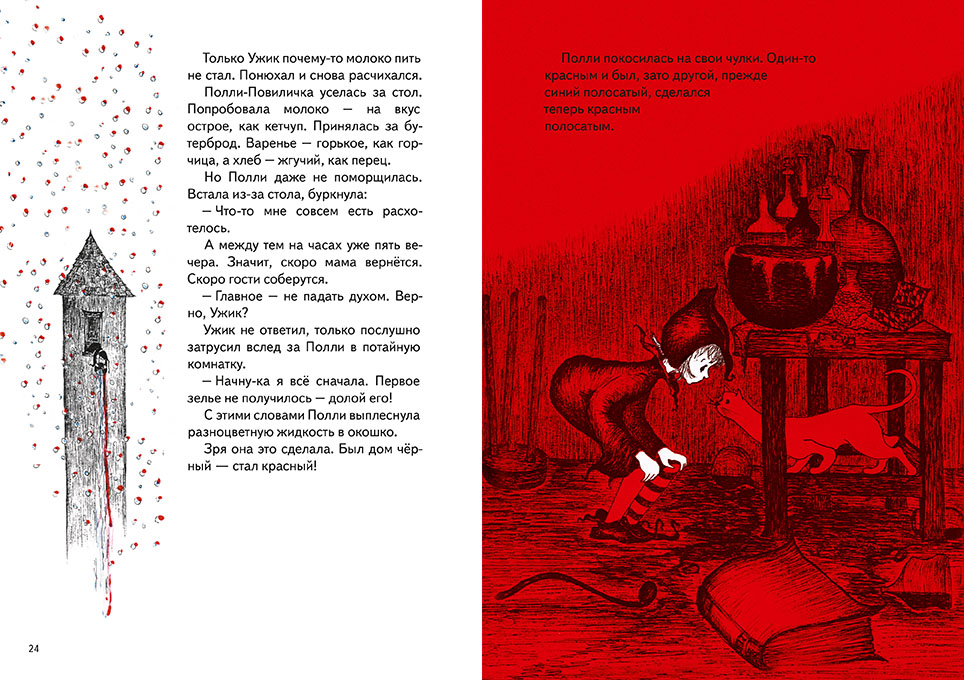 Только Ужик почему-то молоко пить
не стал. Понюхал и снова расчихался.
Полли-Повиличка уселась за стол.
Попробовала молоко — на вкус
острое, как кетчуп. Принялась за бу-
терброд. Варенье — горькое, как гор-
чица, а хлеб — жгучий, как перец.
Но Полли даже не поморщилась.
Встала из-за стола, буркнула:
— Что-то мне совсем есть расхо-
телось.
А между тем на часах уже пять ве-
чера. Значит, скоро мама вернётся.
Скоро гости соберутся.
— Главное — не падать духом. Вер-
но, Ужик?
Ужик не ответил, только послушно
затрусил вслед за Полли в потайную
комнатку.
— Начну-ка я всё сначала. Первое
зелье не получилось — долой его!
С этими словами Полли выплеснула
разноцветную жидкость в окошко.
Зря она это сделала. Был дом чёр-
ный — стал красный!
24
Полли покосилась на свои чулки. Один-то
красным и был, зато другой, прежде
синий полосатый, сделался
теперь красным
полосатым.